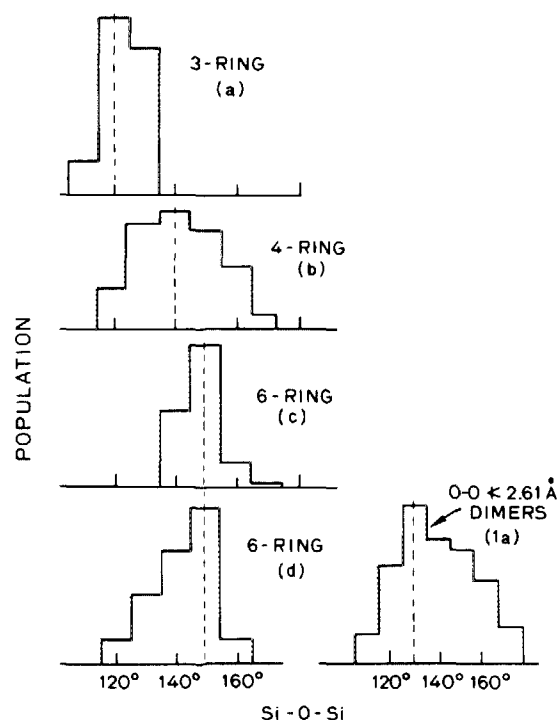 3-RING
(a)
4-RING
(b)
POPULATION
6-RING
(c)
O-O ≮ 2.61 Å
DIMERS
(1a)
6-RING
(d)
120° 140° 160° 120° 140° 160°
Si-O-Si